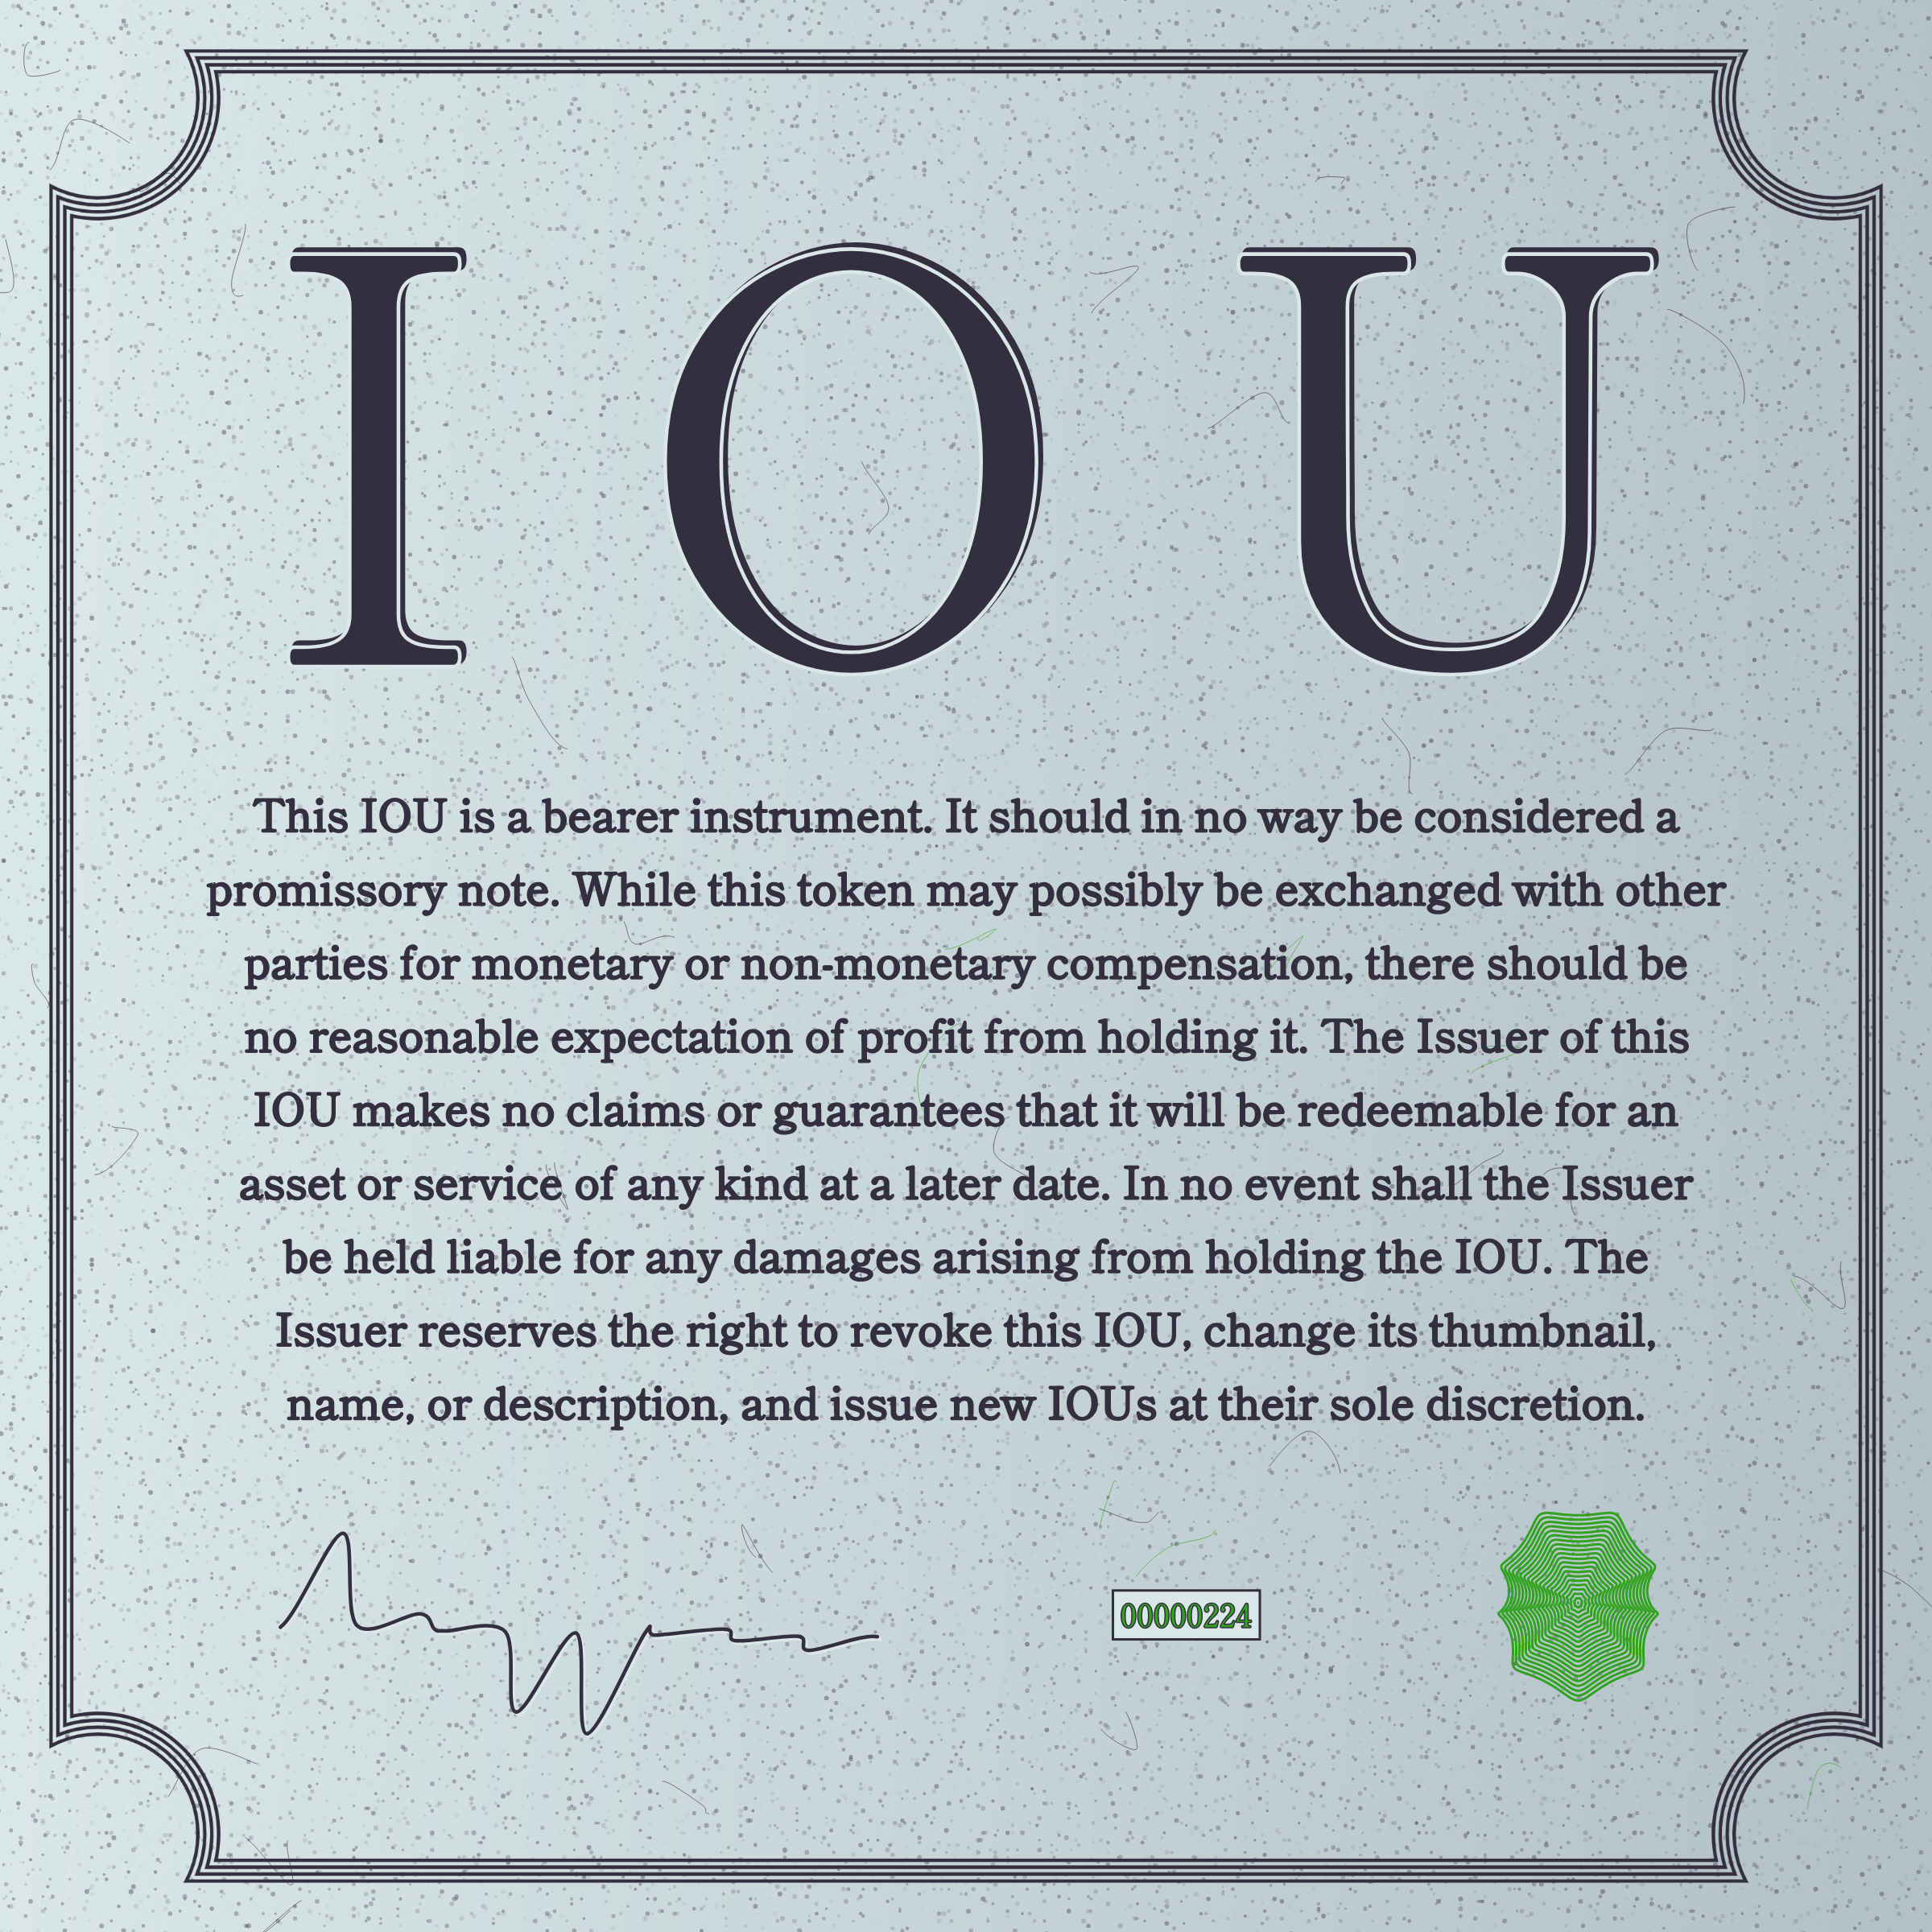 I O U
This IOU is a bearer instrument. It should in no way be considered a
promissory note. While this token may possibly be exchanged with other
parties for monetary or non-monetary compensation, there should be
no reasonable expectation of profit from holding it. The Issuer of this
IOU makes no claims or guarantees that it will be redeemable for an
asset or service of any kind at a later date. In no event shall the Issuer
be held liable for any damages arising from holding the IOU. The
Issuer reserves the right to revoke this IOU, change its thumbnail,
name, or description, and issue new IOUs at their sole discretion.
00000224